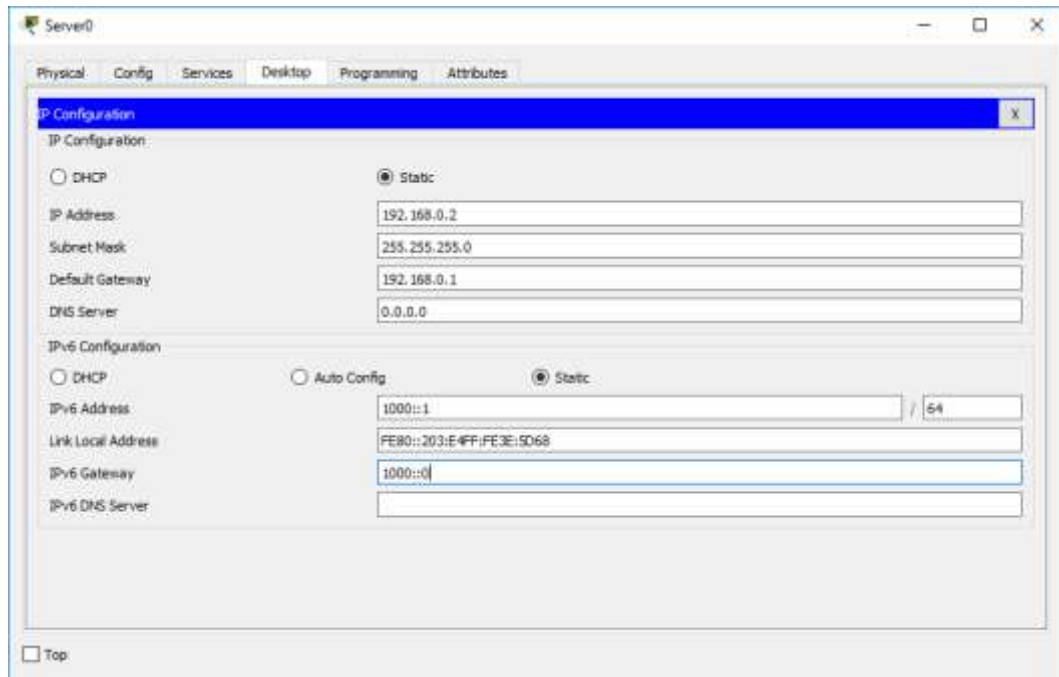 Server0
Physical Config Services Desktop Programming Attributes
IP Configuration X
IP Configuration
DHCP Static
IP Address 192.168.0.2
Subnet Mask 255.255.255.0
Default Gateway 192.168.0.1
DNS Server 0.0.0.0
IPv6 Configuration
DHCP Auto Config Static
IPv6 Address 1000::1 / 64
Link Local Address FE80::203:E4FF:FE3E:5D68
IPv6 Gateway 1000::0
IPv6 DNS Server
Top